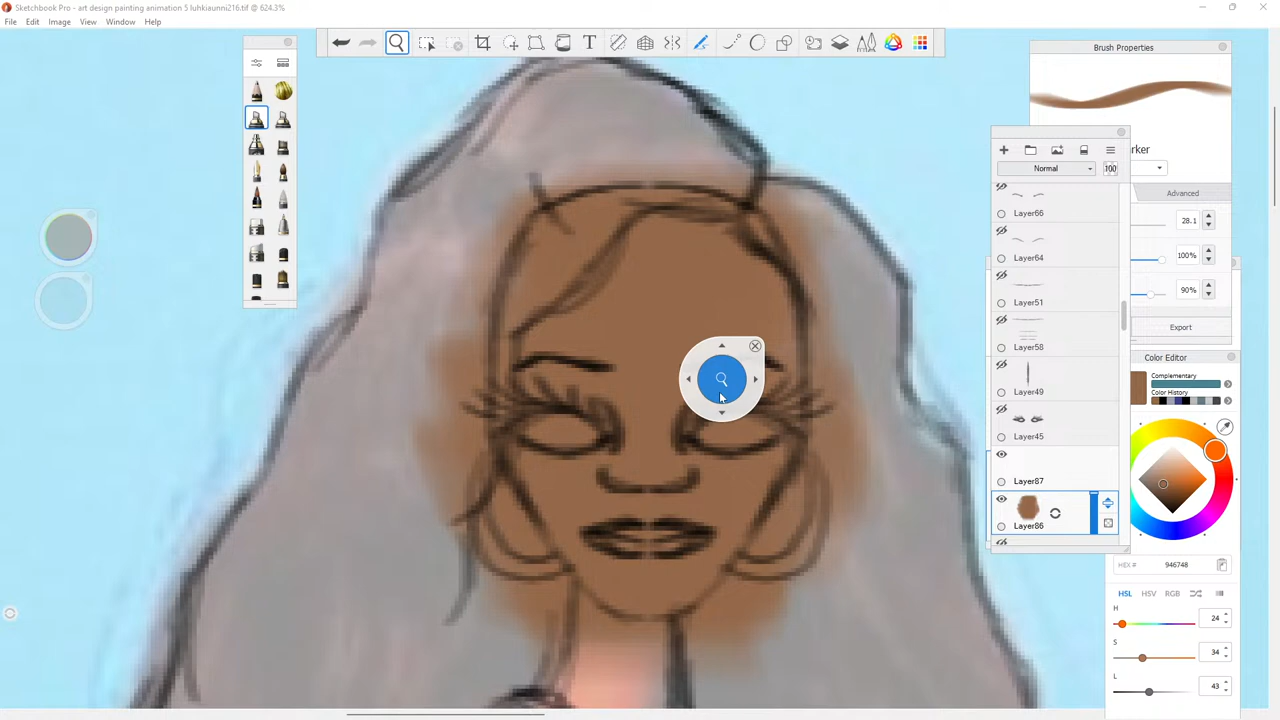 Sketchbook Pro - art design painting animation 5 luhkiaunni216.tif @ 624.3%
File Edit Image View Window Help
T
Brush Properties
rker
Advanced
28.1
100%
90%
Export
Normal
100
Layer66
Layer64
Layer51
Layer58
Layer49
Layer45
Layer87
Layer86
Color Editor
Complementary
Color History
HEX # 946748
HSL HSV RGB
H 24
S 34
L 43